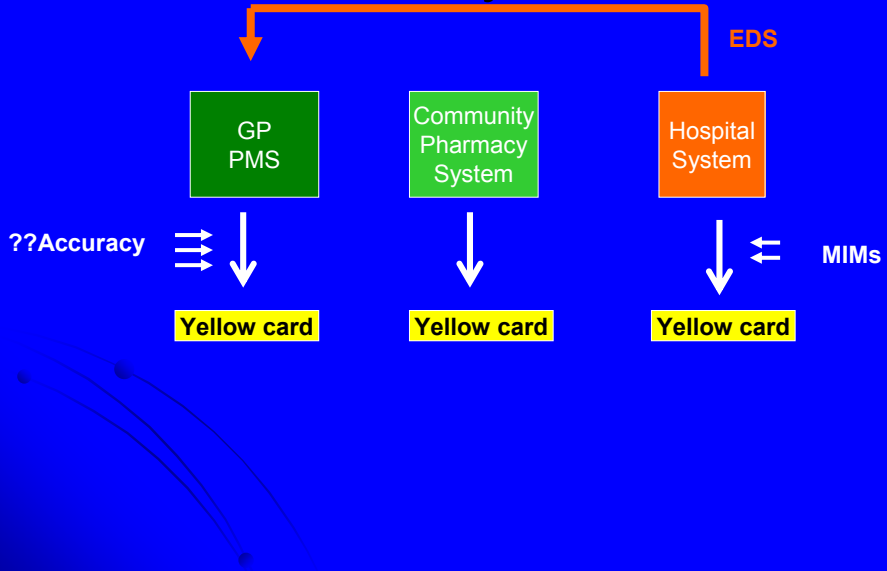 EDS
GP
PMS
Community
Pharmacy
System
Hospital
System
??Accuracy
MIMs
Yellow card
Yellow card
Yellow card